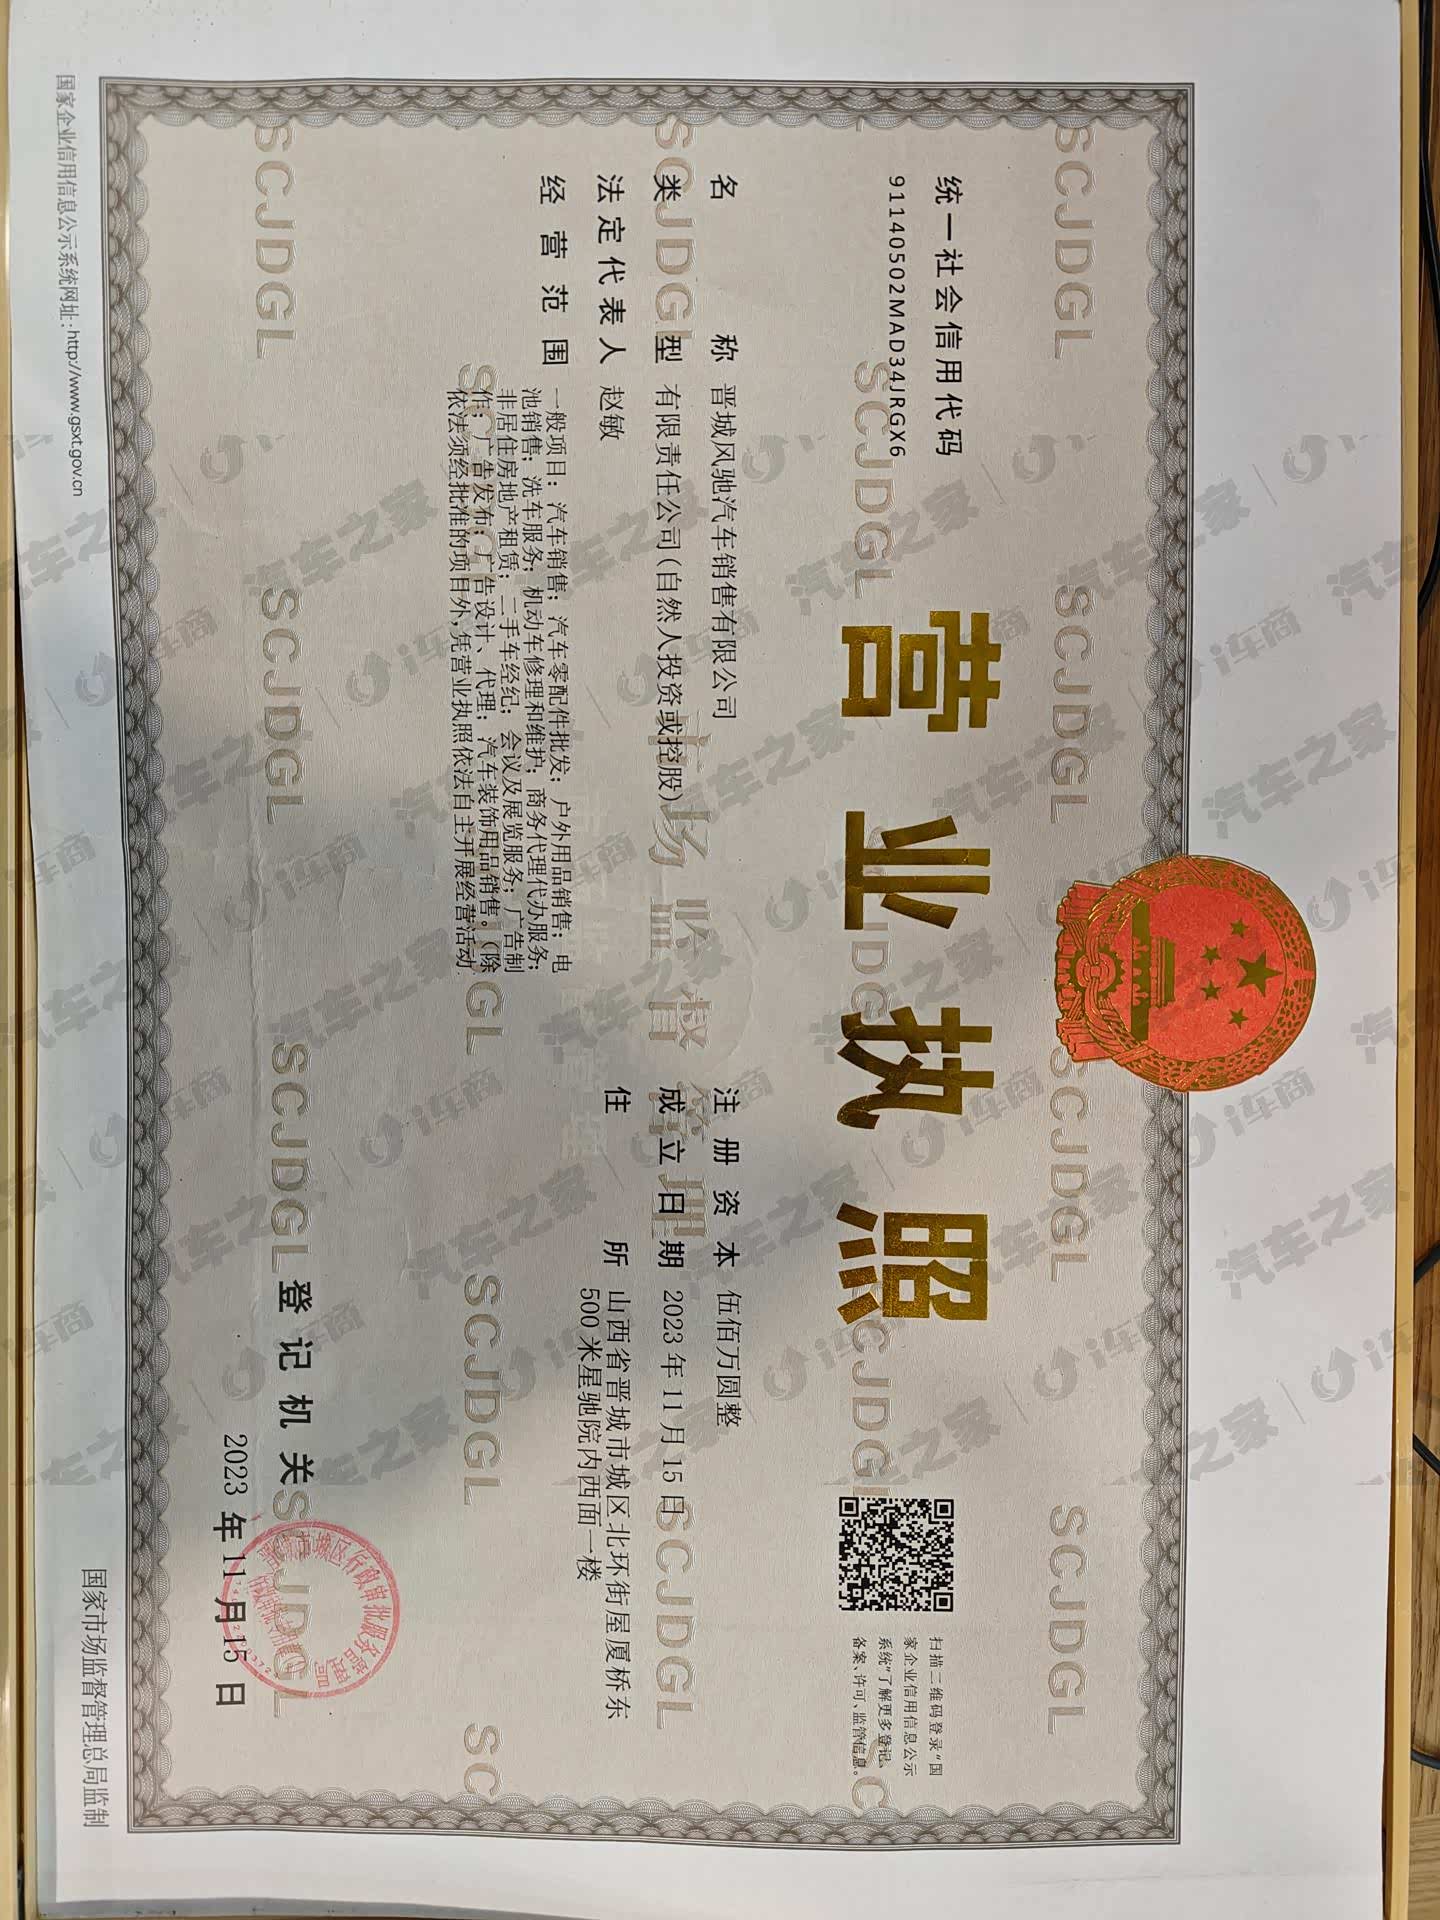 统一社会信用代码
91140502MAD34JRGX6
营业执照
扫描二维码登录“国
家企业信用信息公示
系统”了解更多登记、
备案、许可、监管信息。
名称 晋城风驰汽车销售有限公司
类型 有限责任公司(自然人投资或控股)
法定代表人 赵敏
经营范围 一般项目：汽车销售；汽车零配件批发；户外用品销售；电
池销售；洗车服务；机动车修理和维护；商务代理代办服务；
非居住房地产租赁；二手车经纪；会议及展览服务；广告制
作；广告发布；广告设计、代理；汽车装饰用品销售。（除
依法须经批准的项目外，凭营业执照依法自主开展经营活动
注册资本 伍佰万圆整
成立日期 2023年11月15日
住所 山西省晋城市城区北环街屋厦桥东
500米星驰院内西面一楼
登记机关
2023年11月15日
国家企业信用信息公示系统网址：http://www.gsxt.gov.cn
国家市场监督管理总局监制
SCJDGL
市场监督管理
汽车之家
i车商